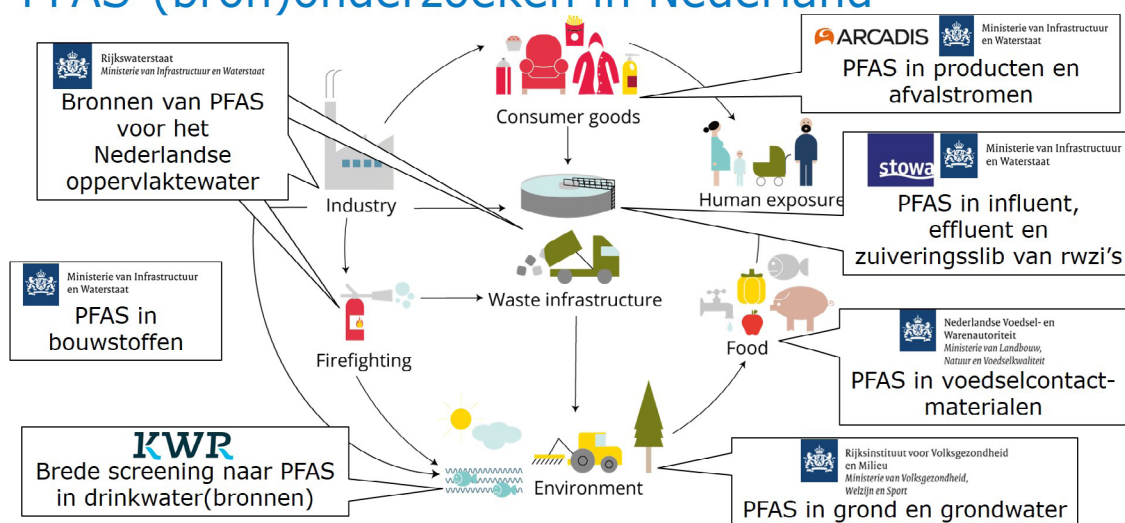 PFAS-(bron)onderzoeken in Nederland
Rijkswaterstaat
Ministerie van Infrastructuur en Waterstaat
Bronnen van PFAS
voor het
Nederlandse
oppervlaktewater
ARCADIS
Ministerie van Infrastructuur
en Waterstaat
PFAS in producten en
afvalstromen
Consumer goods
stowa
Ministerie van Infrastructuur
en Waterstaat
PFAS in influent,
effluent en
zuiveringsslib van rwzi's
Industry
Human exposure
Ministerie van Infrastructuur
en Waterstaat
PFAS in
bouwstoffen
Waste infrastructure
Firefighting
Food
Nederlandse Voedsel- en
Warenautoriteit
Ministerie van Landbouw,
Natuur en Voedselkwaliteit
PFAS in voedselcontact-
materialen
KWR
Brede screening naar PFAS
in drinkwater(bronnen)
Environment
Rijksinstituut voor Volksgezondheid
en Milieu
Ministerie van Volksgezondheid,
Welzijn en Sport
PFAS in grond en grondwater